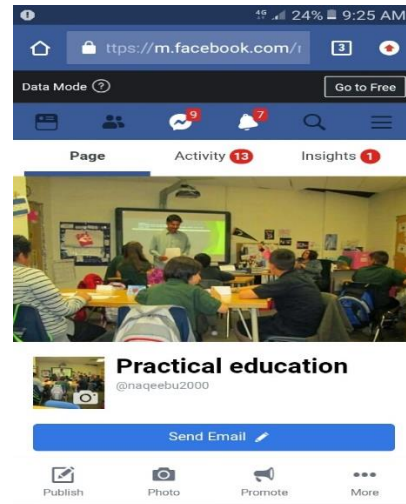 4G 24% 9:25 AM
ttps://m.facebook.com/r 3
Data Mode ? Go to Free
9 7
Page Activity 13 Insights 1
Practical education
@naqeebu2000
Send Email
Publish Photo Promote More